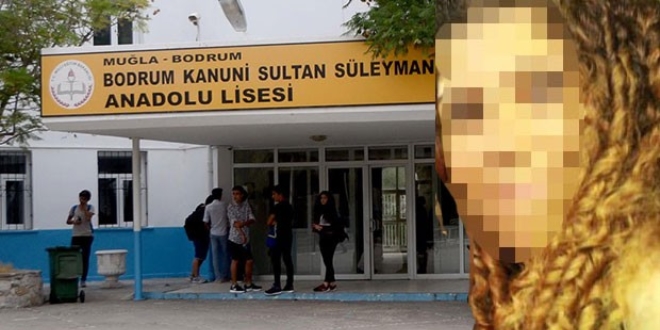 MUĞLA - BODRUM
BODRUM KANUNİ SULTAN SÜLEYMAN
ANADOLU LİSESİ